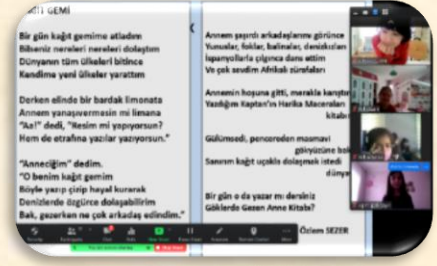 KAĞIT GEMİ
Bir gün kağıt gemime atladım
Bilseniz nereleri nereleri dolaştım
Dünyanın tüm ülkeleri bitince
Kendime yeni ülkeler yarattım
Derken elinde bir bardak limonata
Annem yanaşıvermesin mi limana
"Aa!" dedi, "Resim mi yapıyorsun?
Hem de etrafına yazılar yazıyorsun."
"Anneciğim" dedim.
"O benim kağıt gemim
Böyle yazıp çizip hayal kurarak
Denizlerde özgürce dolaşabilirim
Bak, gezerken ne çok arkadaş edindim."
Annem şaşırdı arkadaşlarımı görünce
Yunuslar, foklar, balinalar, denizkızları
İspanyollarla çılgınca dans ettim
Ve çok sevdim Afrikalı zürafaları
Annemin hoşuna gitti, merakla karıştır
Yazdığım Kaptan'ın Harika Maceraları
kitabı
Gülümsedi, pencereden masmavi
gökyüzüne bak
Sanırım kağıt uçakla dolaşmak istedi
dünya
Bir gün o da yazar mı dersiniz
Göklerde Gezen Anne Kitabı?
Özlem SEZER